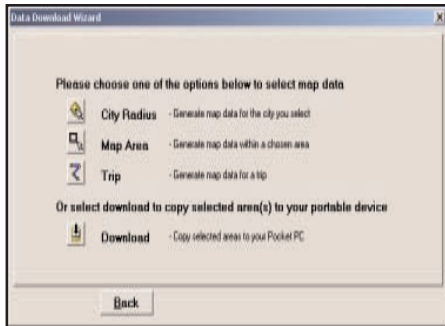 Data Download Wizard
Please choose one of the options below to select map data
City Radius - Generate map data for the city you select
Map Area - Generate map data within a chosen area
Trip - Generate map data for a trip
Or select download to copy selected area(s) to your portable device
Download - Copy selected areas to your Pocket PC
Back